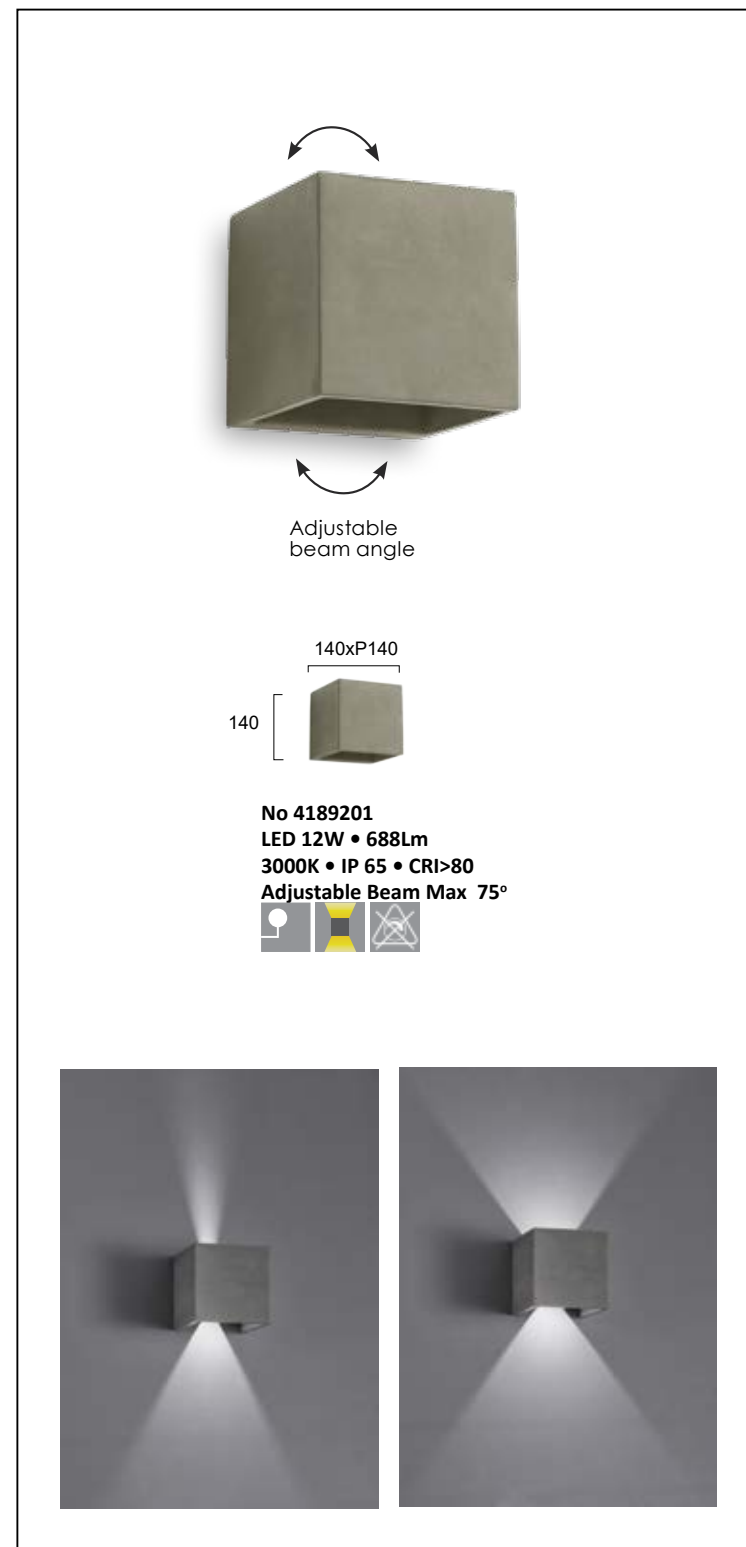 Adjustable
beam angle
140xP140
140
No 4189201
LED 12W • 688Lm
3000K • IP 65 • CRI>80
Adjustable Beam Max  75°